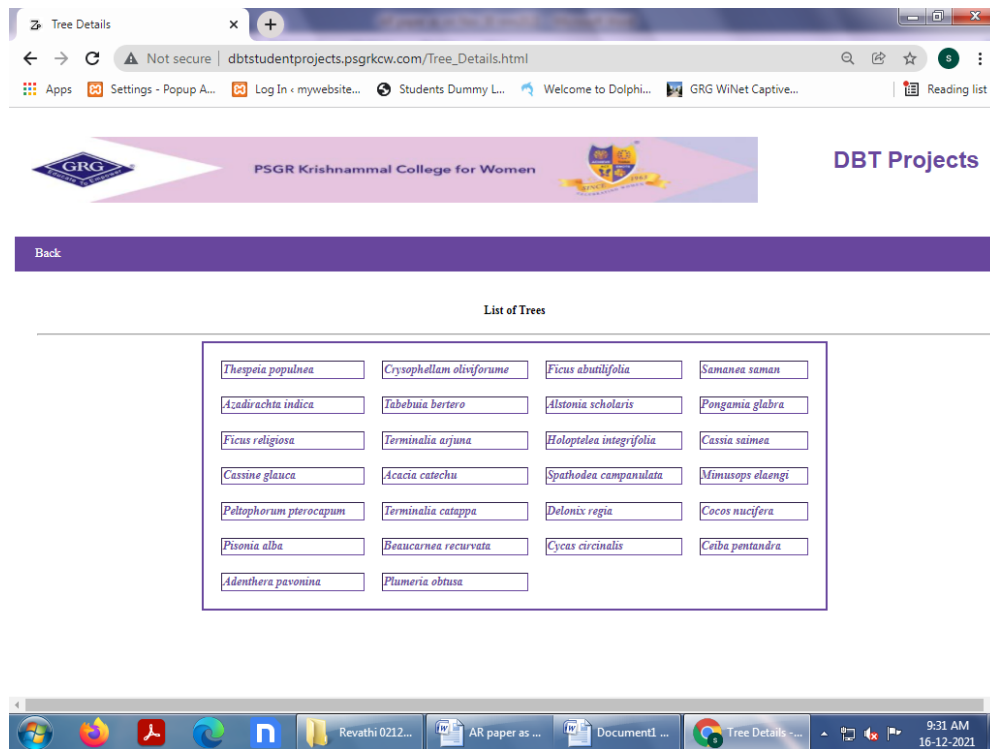 Tree Details
Not secure | dbtstudentprojects.psgrkcw.com/Tree_Details.html
S
Apps Settings - Popup A... Log In ‹ mywebsite... Students Dummy L... Welcome to Dolphi... GRG WiNet Captive... Reading list
GRG
Educate to Empower
PSGR Krishnammal College for Women
SINCE 1963
DBT Projects
Back
List of Trees
Thespeia populnea Crysophellam oliviforume Ficus abutilifolia Samanea saman
Azadirachta indica Tabebuia bertero Alstonia scholaris Pongamia glabra
Ficus religiosa Terminalia arjuna Holoptelea integrifolia Cassia saimea
Cassine glauca Acacia catechu Spathodea campanulata Mimusops elaengi
Peltophorum pterocapum Terminalia catappa Delonix regia Cocos nucifera
Pisonia alba Beaucarnea recurvata Cycas circinalis Ceiba pentandra
Adenthera pavonina Plumeria obtusa
Revathi 0212... AR paper as ... Document1 ... Tree Details -... 9:31 AM
16-12-2021